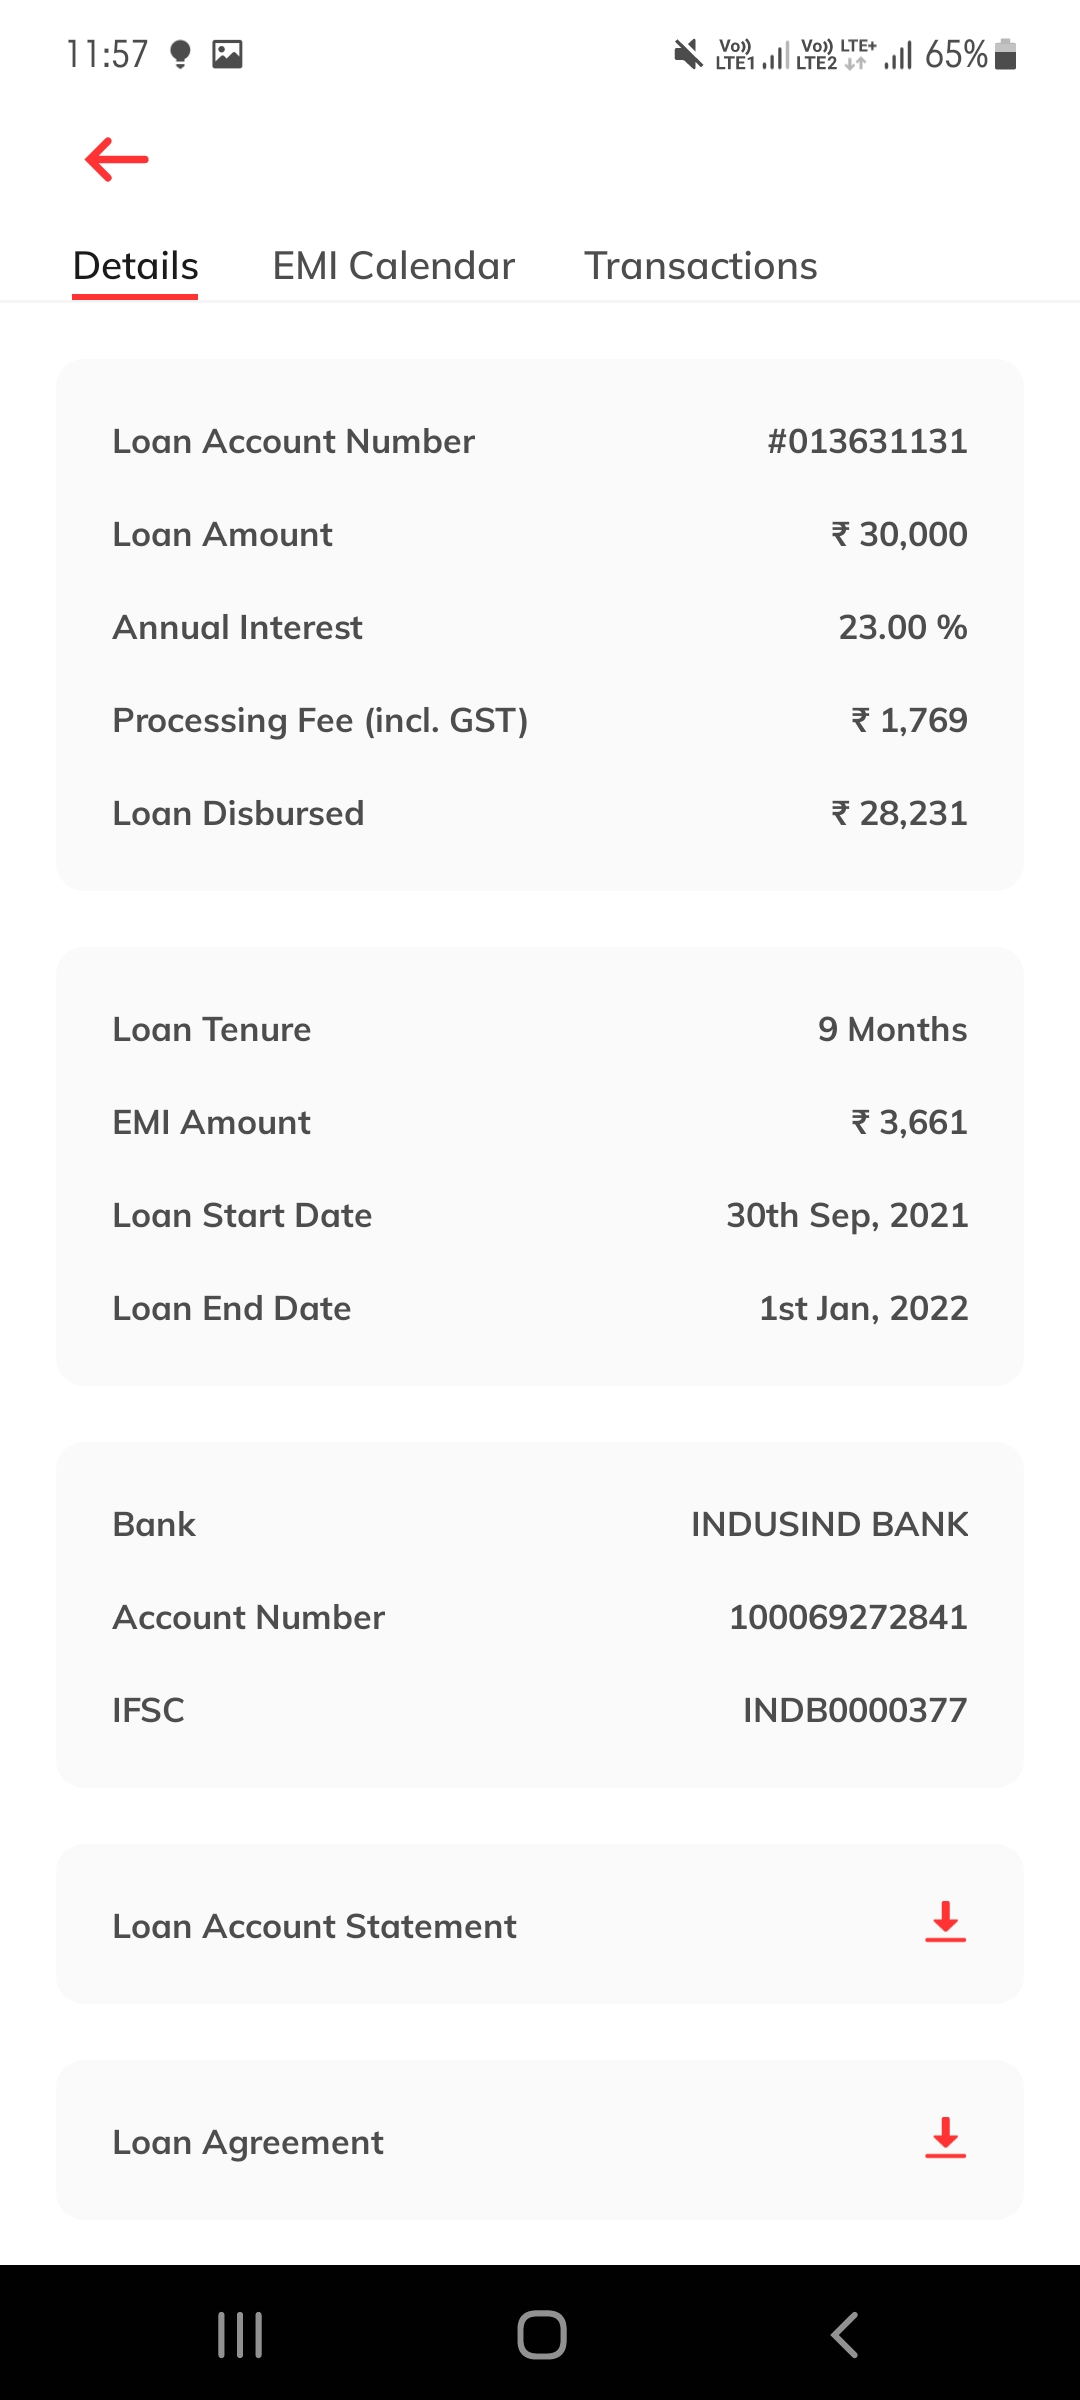 11:57 Vo)) LTE1 Vo)) LTE2 LTE+ 65%
Details EMI Calendar Transactions
Loan Account Number #013631131
Loan Amount ₹ 30,000
Annual Interest 23.00 %
Processing Fee (incl. GST) ₹ 1,769
Loan Disbursed ₹ 28,231
Loan Tenure 9 Months
EMI Amount ₹ 3,661
Loan Start Date 30th Sep, 2021
Loan End Date 1st Jan, 2022
Bank INDUSIND BANK
Account Number 100069272841
IFSC INDB0000377
Loan Account Statement
Loan Agreement